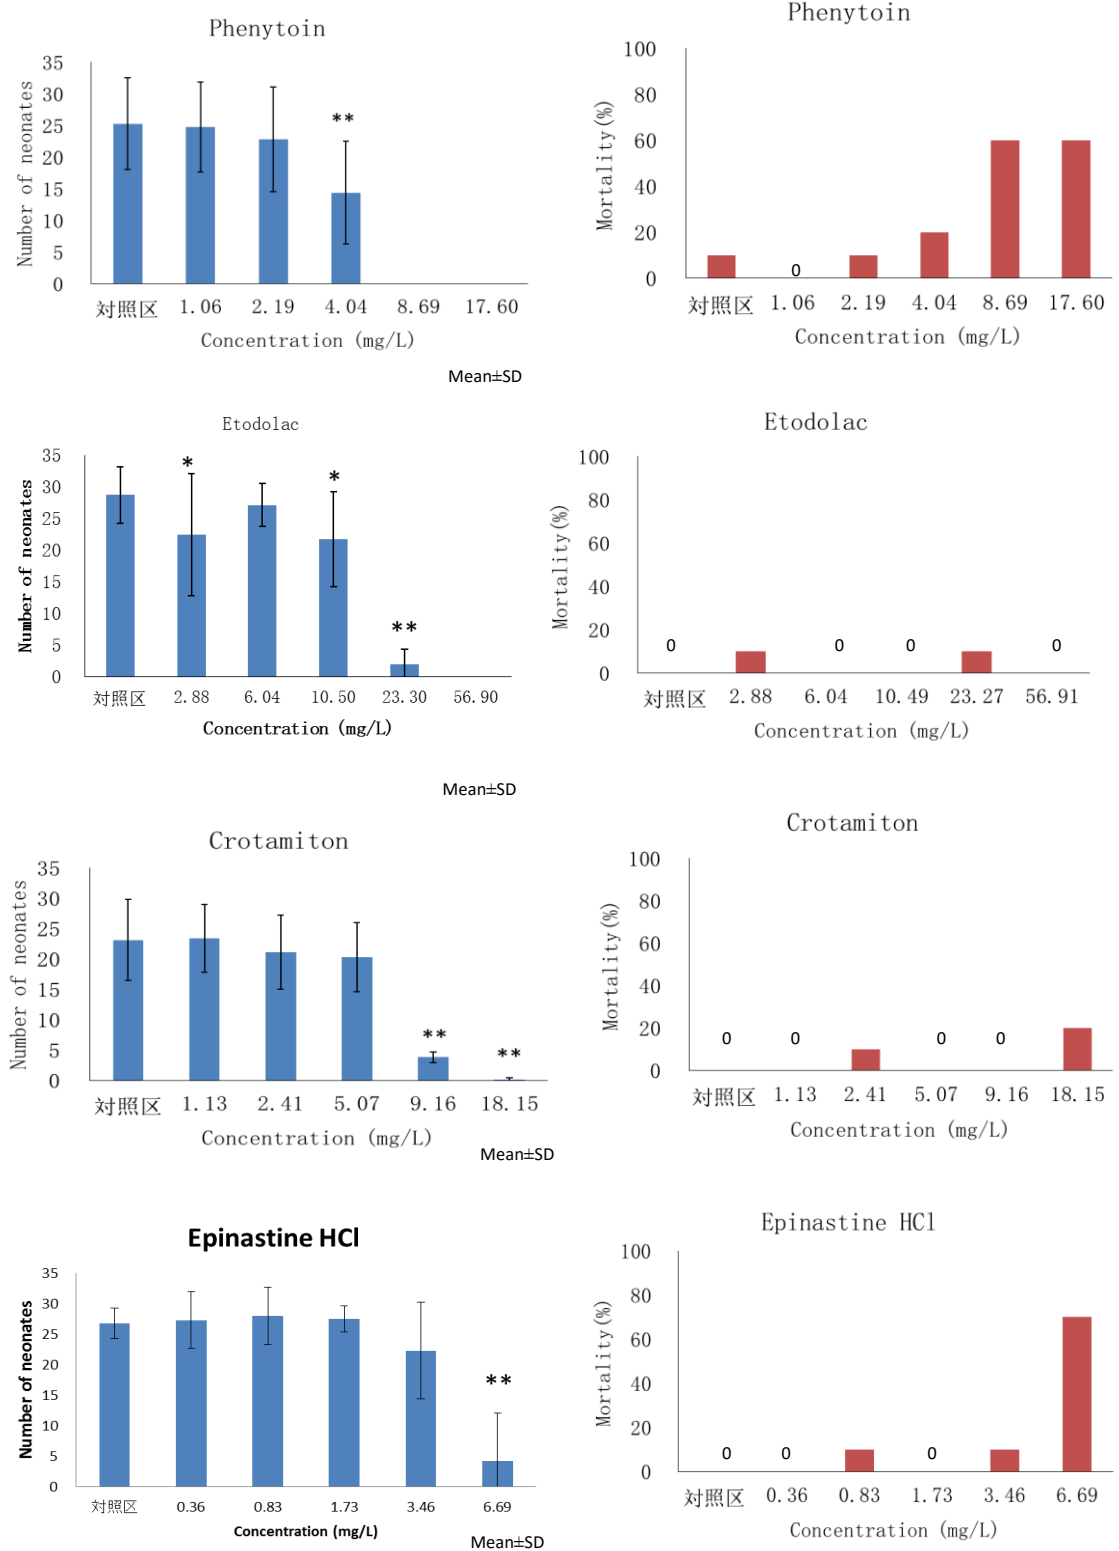 Phenytoin
Number of neonates
35
30
25
20
15
10
5
0
**
対照区 1.06 2.19 4.04 8.69 17.60
Concentration (mg/L)
Mean±SD
Phenytoin
Mortality(%)
100
80
60
40
20
0
0
対照区 1.06 2.19 4.04 8.69 17.60
Concentration (mg/L)
Etodolac
Number of neonates
35
30
25
20
15
10
5
0
* * **
対照区 2.88 6.04 10.50 23.30 56.90
Concentration (mg/L)
Mean±SD
Etodolac
Mortality(%)
100
80
60
40
20
0
0 0 0 0
対照区 2.88 6.04 10.49 23.27 56.91
Concentration (mg/L)
Crotamiton
Number of neonates
35
30
25
20
15
10
5
0
** **
対照区 1.13 2.41 5.07 9.16 18.15
Concentration (mg/L)
Mean±SD
Crotamiton
Mortality(%)
100
80
60
40
20
0
0 0 0 0
対照区 1.13 2.41 5.07 9.16 18.15
Concentration (mg/L)
Epinastine HCl
Number of neonates
35
30
25
20
15
10
5
0
**
対照区 0.36 0.83 1.73 3.46 6.69
Concentration (mg/L)
Mean±SD
Epinastine HCl
Mortality(%)
100
80
60
40
20
0
0 0 0
対照区 0.36 0.83 1.73 3.46 6.69
Concentration (mg/L)